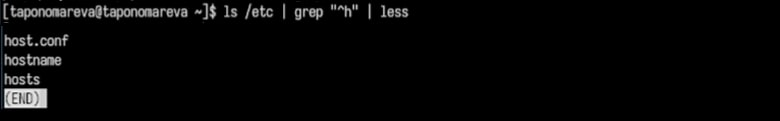 [taponomareva@taponomareva ~]$ ls /etc | grep "^h" | less
host.conf
hostname
hosts
(END)